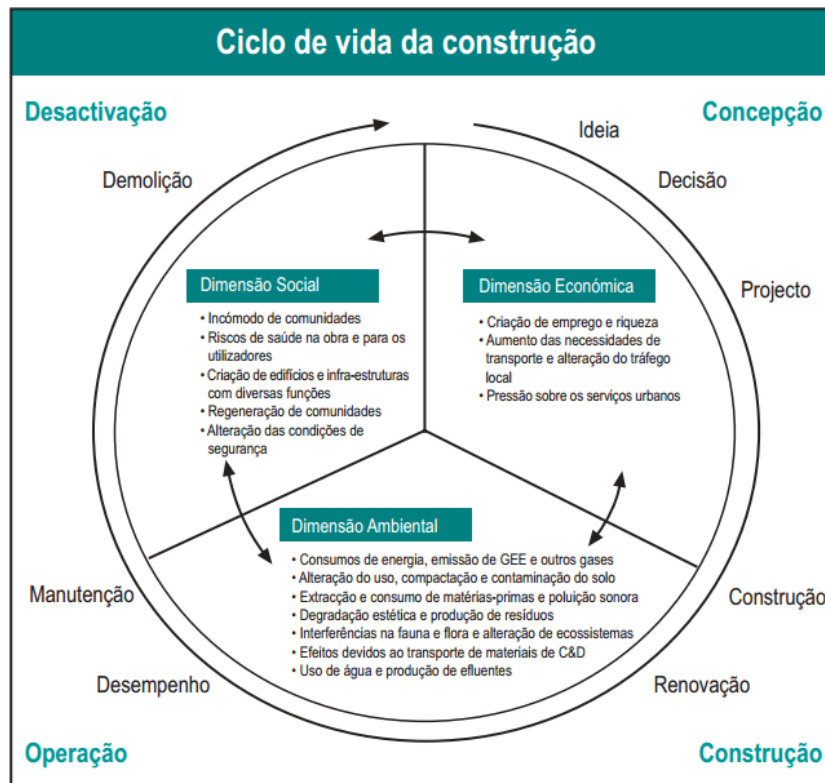 Ciclo de vida da construção
Desactivação
Concepção
Ideia
Demolição
Decisão
Projecto
Dimensão Social
• Incómodo de comunidades
• Riscos de saúde na obra e para os
utilizadores
• Criação de edifícios e infra-estruturas
com diversas funções
• Regeneração de comunidades
• Alteração das condições de
segurança
Dimensão Económica
• Criação de emprego e riqueza
• Aumento das necessidades de
transporte e alteração do tráfego
local
• Pressão sobre os serviços urbanos
Dimensão Ambiental
• Consumos de energia, emissão de GEE e outros gases
• Alteração do uso, compactação e contaminação do solo
• Extracção e consumo de matérias-primas e poluição sonora
• Degradação estética e produção de resíduos
• Interferências na fauna e flora e alteração de ecossistemas
• Efeitos devidos ao transporte de materiais de C&D
• Uso de água e produção de efluentes
Manutenção
Construção
Desempenho
Renovação
Operação
Construção